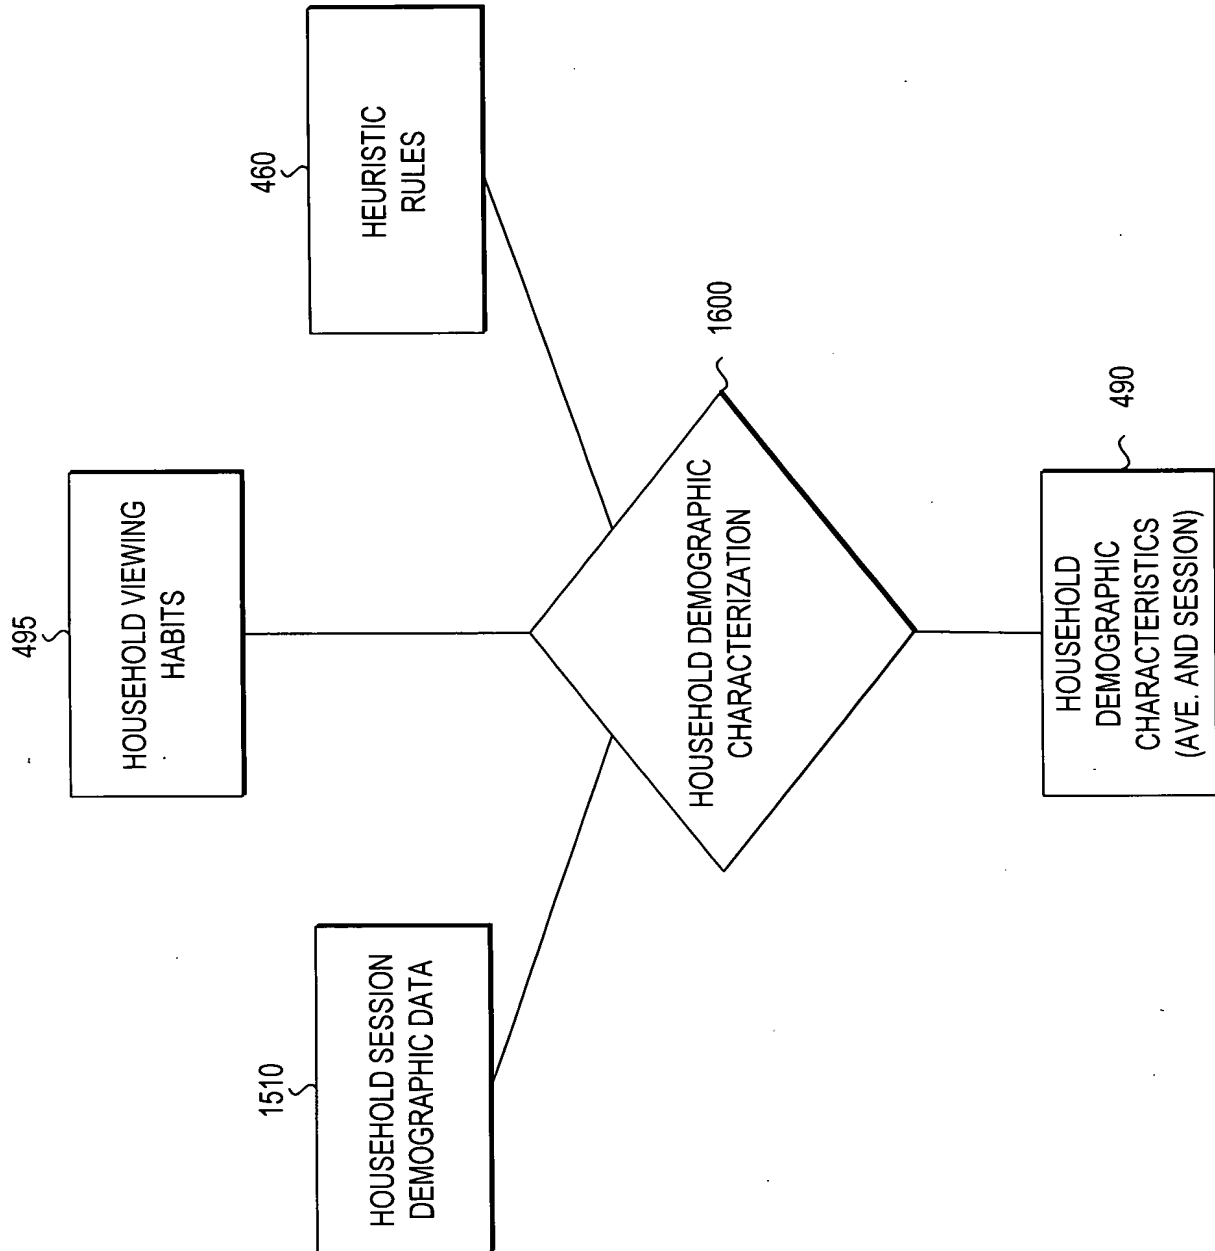 1510
HOUSEHOLD SESSION
DEMOGRAPHIC DATA
495
HOUSEHOLD VIEWING
HABITS
460
HEURISTIC
RULES
1600
HOUSEHOLD DEMOGRAPHIC
CHARACTERIZATION
490
HOUSEHOLD
DEMOGRAPHIC
CHARACTERISTICS
(AVE. AND SESSION)